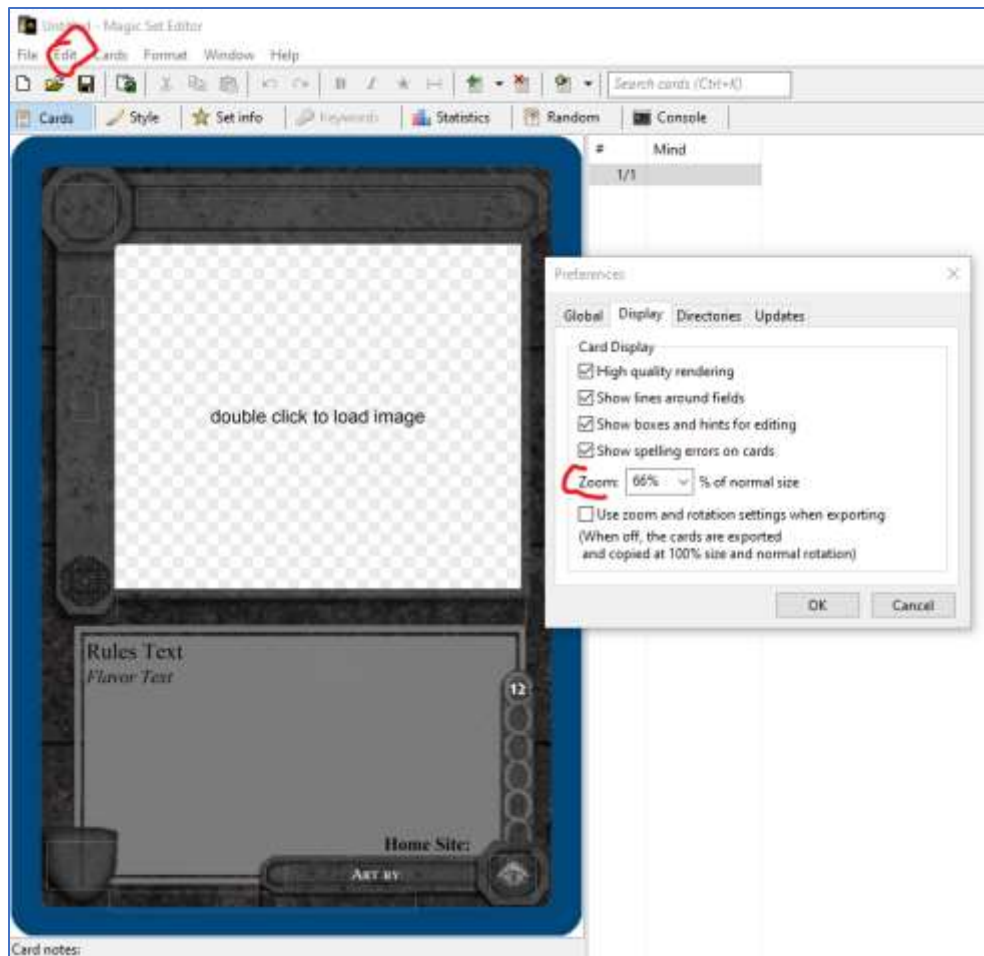 Untitled - Magic Set Editor
File Edit Cards Format Window Help
B I Search cards (Ctrl+K)
Cards Style Set info Keywords Statistics Random Console
# Mind
1/1
Preferences
Global Display Directories Updates
Card Display
High quality rendering
Show lines around fields
Show boxes and hints for editing
Show spelling errors on cards
Zoom: 66% % of normal size
Use zoom and rotation settings when exporting
(When off, the cards are exported
and copied at 100% size and normal rotation)
OK Cancel
double click to load image
Rules Text
Flavor Text
12
Home Site:
Art by
Card notes: